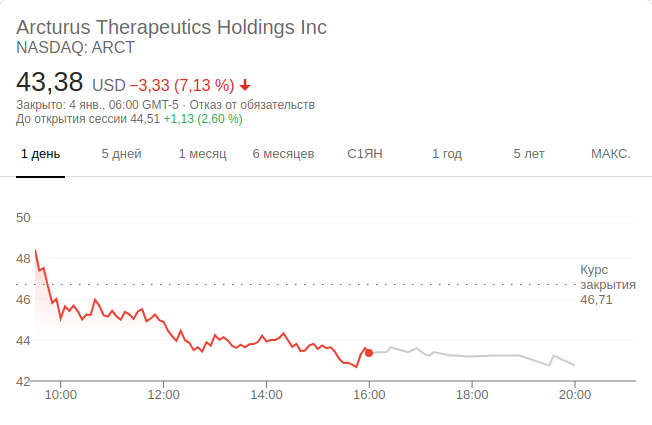 Arcturus Therapeutics Holdings Inc
NASDAQ: ARCT
43,38 USD −3,33 (7,13 %)
Закрыто: 4 янв., 06:00 GMT-5 · Отказ от обязательств
До открытия сессии 44,51 +1,13 (2,60 %)
1 день 5 дней 1 месяц 6 месяцев С1ЯН 1 год 5 лет МАКС.
50
48
Курс
закрытия
46,71
46
44
42
10:00 12:00 14:00 16:00 18:00 20:00